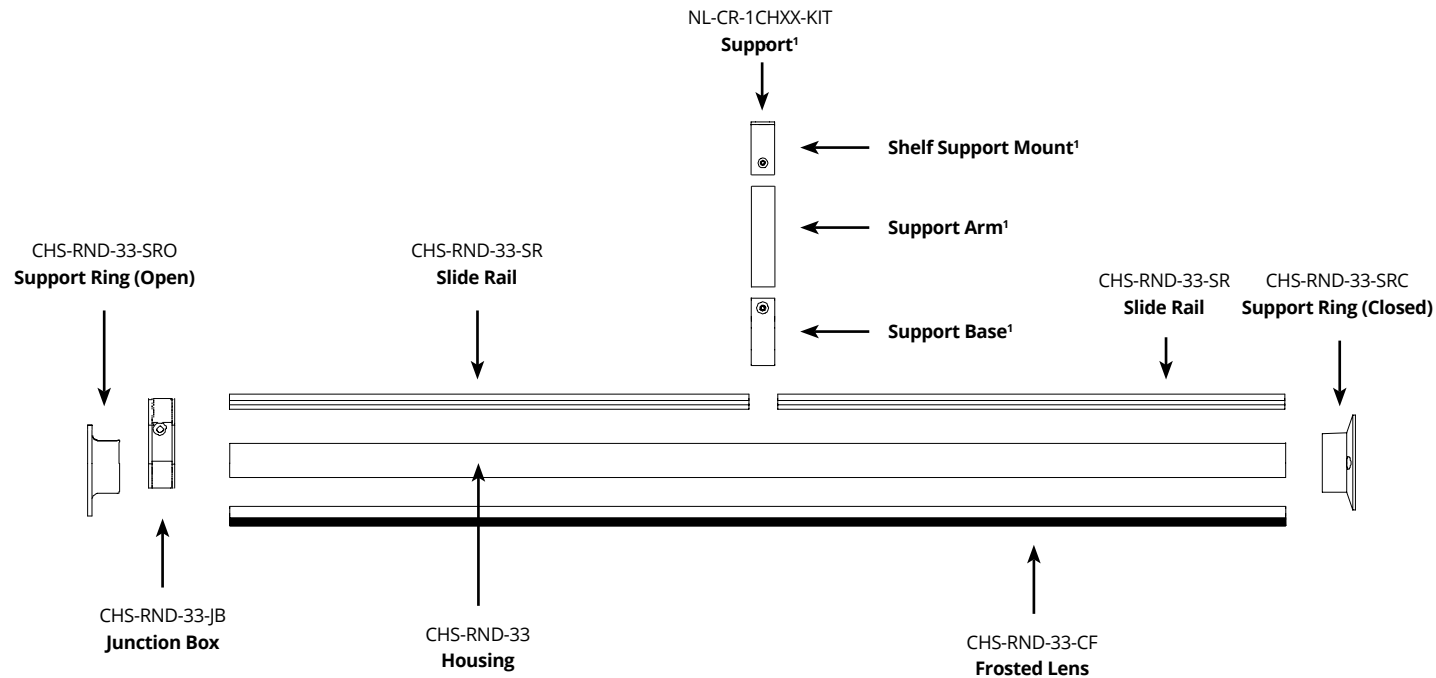 NL-CR-1CHXX-KIT
Support¹
Shelf Support Mount¹
Support Arm¹
Support Base¹
CHS-RND-33-SRO
Support Ring (Open)
CHS-RND-33-SR
Slide Rail
CHS-RND-33-SR
Slide Rail
CHS-RND-33-SRC
Support Ring (Closed)
CHS-RND-33-JB
Junction Box
CHS-RND-33
Housing
CHS-RND-33-CF
Frosted Lens